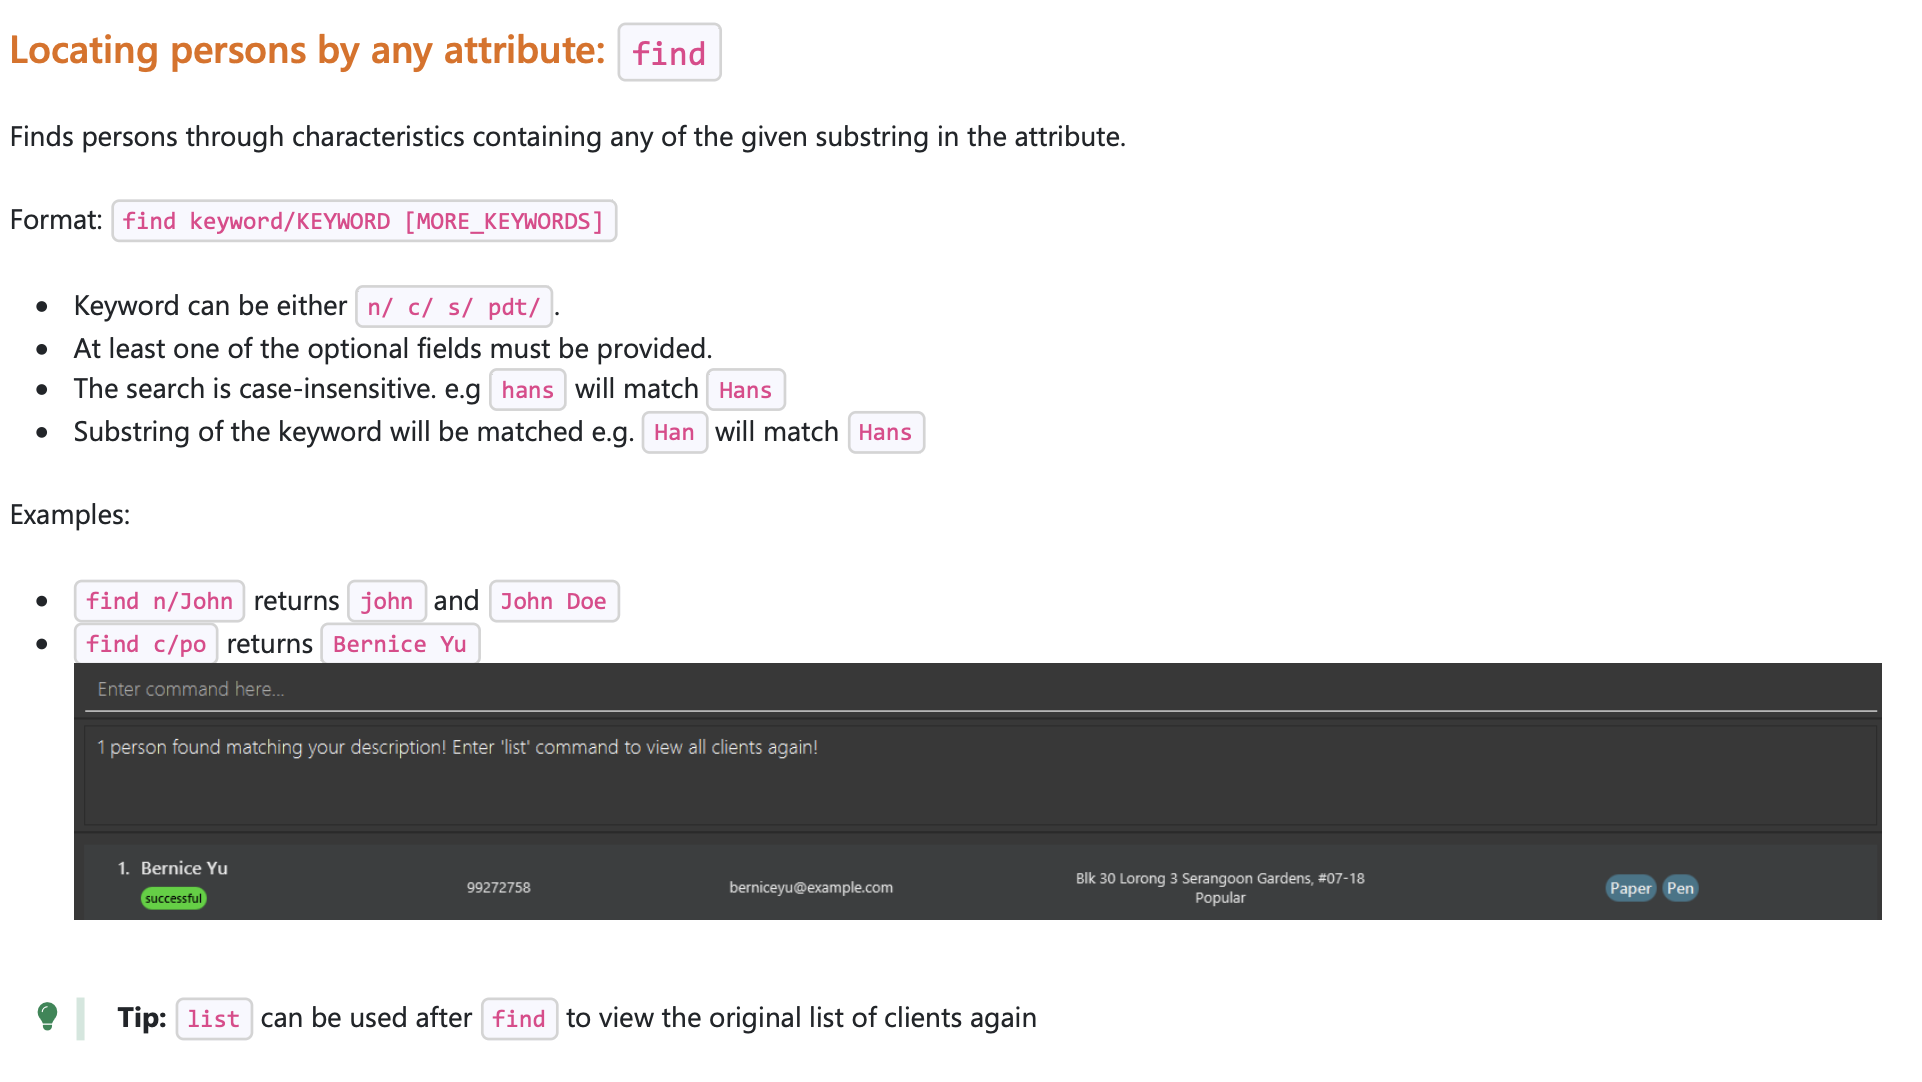 Locating persons by any attribute: find
Finds persons through characteristics containing any of the given substring in the attribute.
Format: find keyword/KEYWORD [MORE_KEYWORDS]
Keyword can be either n/ c/ s/ pdt/.
At least one of the optional fields must be provided.
The search is case-insensitive. e.g hans will match Hans
Substring of the keyword will be matched e.g. Han will match Hans
Examples:
find n/John returns john and John Doe
find c/po returns Bernice Yu
Enter command here...
1 person found matching your description! Enter 'list' command to view all clients again!
1. Bernice Yu
successful
99272758
berniceyu@example.com
Blk 30 Lorong 3 Serangoon Gardens, #07-18
Popular
Paper Pen
Tip: list can be used after find to view the original list of clients again